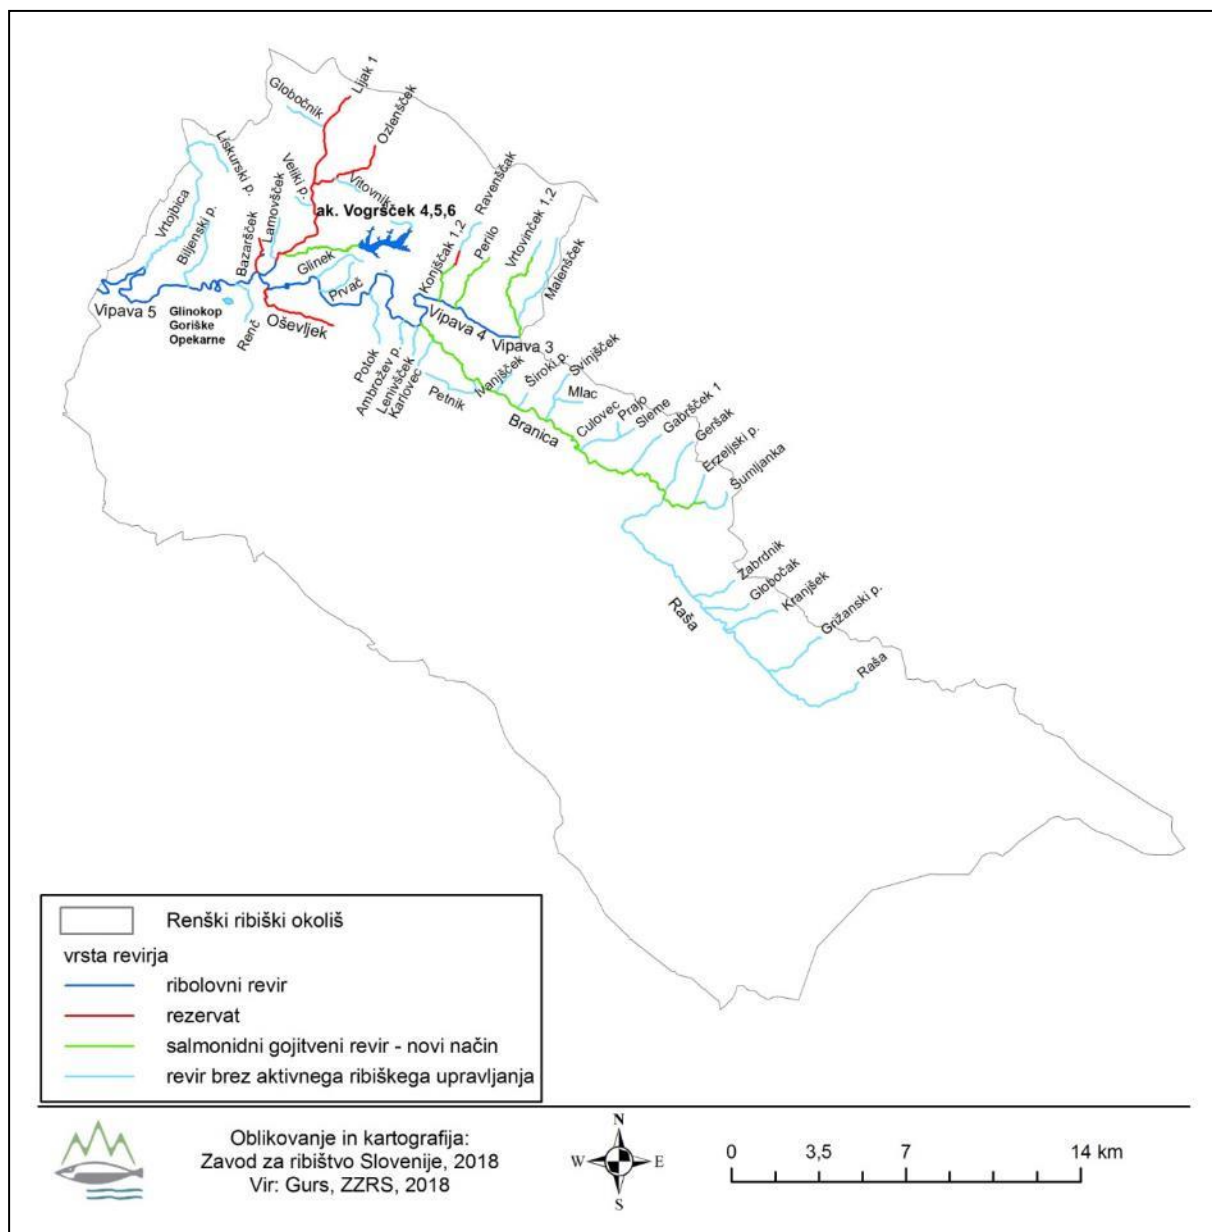 Lijak 1
Globočnik
Ozlenšček
Liskurski p.
Veliki p.
Vitovnik
Ravenščak
ak. Vogršček 4,5,6
Vrtojbica
Biljenski p.
Bazaršček
Lamovšček
Glinek
Prvač
Konjščak 1,2
Perilo
Vrtovinček 1,2
Malenšček
Vipava 5
Glinokop
Goriške
Opekarne
Renč
Oševljek
Vipava 4
Vipava 3
Potok
Ambrožev p.
Lenivšček
Karlovec
Petnik
Ivanjšček
Široki p.
Svinjšček
Mlac
Branica
Culovec
Prajo
Sleme
Gabršček 1
Geršak
Erzeljski p.
Šumljanka
Zabrdnik
Globočak
Kranjšek
Grižanski p.
Raša
Raša
Renški ribiški okoliš
vrsta revirja
ribolovni revir
rezervat
salmonidni gojitveni revir - novi način
revir brez aktivnega ribiškega upravljanja
Oblikovanje in kartografija:
Zavod za ribištvo Slovenije, 2018
Vir: Gurs, ZZRS, 2018
N
W E
S
0 3,5 7 14 km